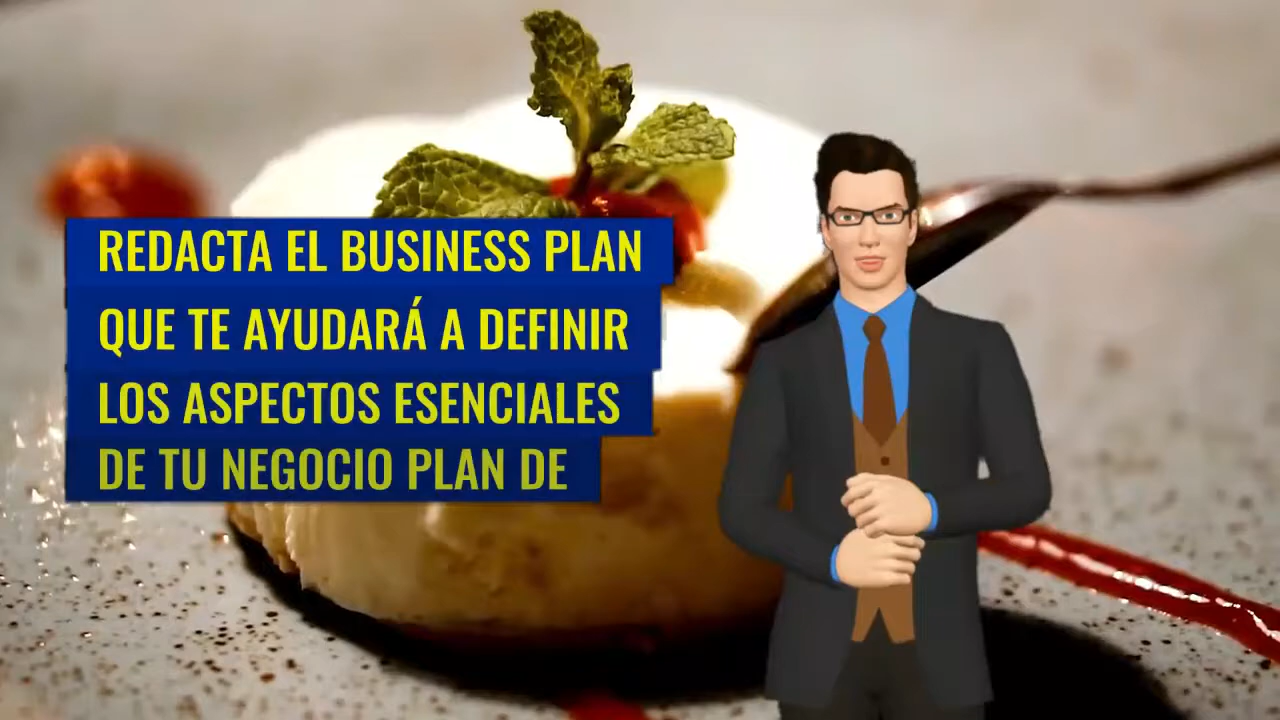 REDACTA EL BUSINESS PLAN
QUE TE AYUDARÁ A DEFINIR
LOS ASPECTOS ESENCIALES
DE TU NEGOCIO PLAN DE